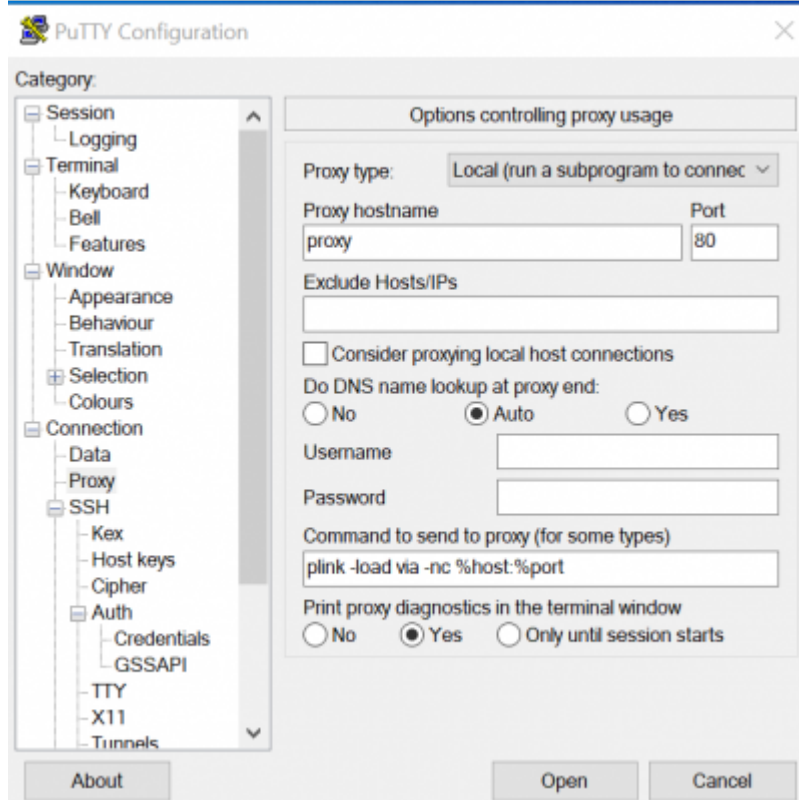 PuTTY Configuration
Category:
Session
Logging
Terminal
Keyboard
Bell
Features
Window
Appearance
Behaviour
Translation
Selection
Colours
Connection
Data
Proxy
SSH
Kex
Host keys
Cipher
Auth
Credentials
GSSAPI
TTY
X11
Tunnels
Options controlling proxy usage
Proxy type: Local (run a subprogram to connec
Proxy hostname Port
proxy 80
Exclude Hosts/IPs
Consider proxying local host connections
Do DNS name lookup at proxy end:
No Auto Yes
Username
Password
Command to send to proxy (for some types)
plink -load via -nc %host:%port
Print proxy diagnostics in the terminal window
No Yes Only until session starts
About Open Cancel